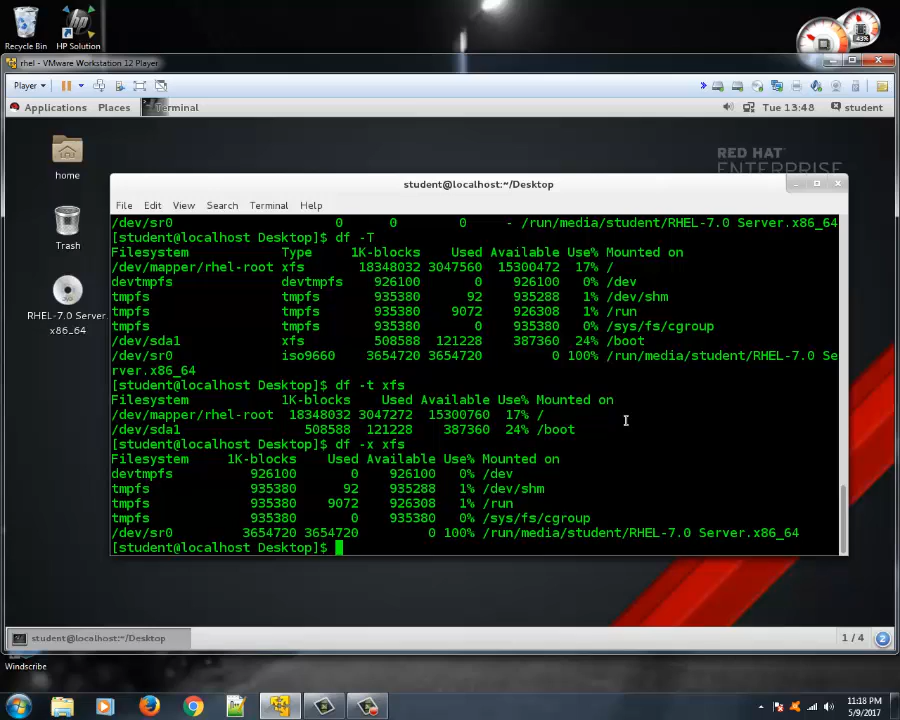 Recycle Bin
HP Solution
43%
rhel - VMware Workstation 12 Player
Player
Applications Places Terminal
Tue 13:48 student
RED HAT
ENTERPRISE
home
Trash
RHEL-7.0 Server.
x86_64
student@localhost:~/Desktop
File Edit View Search Terminal Help
/dev/sr0 0 0 0 - /run/media/student/RHEL-7.0 Server.x86_64
[student@localhost Desktop]$ df -T
Filesystem Type 1K-blocks Used Available Use% Mounted on
/dev/mapper/rhel-root xfs 18348032 3047560 15300472 17% /
devtmpfs devtmpfs 926100 0 926100 0% /dev
tmpfs tmpfs 935380 92 935288 1% /dev/shm
tmpfs tmpfs 935380 9072 926308 1% /run
tmpfs tmpfs 935380 0 935380 0% /sys/fs/cgroup
/dev/sda1 xfs 508588 121228 387360 24% /boot
/dev/sr0 iso9660 3654720 3654720 0 100% /run/media/student/RHEL-7.0 Se
rver.x86_64
[student@localhost Desktop]$ df -t xfs
Filesystem 1K-blocks Used Available Use% Mounted on
/dev/mapper/rhel-root 18348032 3047272 15300760 17% /
/dev/sda1 508588 121228 387360 24% /boot
[student@localhost Desktop]$ df -x xfs
Filesystem 1K-blocks Used Available Use% Mounted on
devtmpfs 926100 0 926100 0% /dev
tmpfs 935380 92 935288 1% /dev/shm
tmpfs 935380 9072 926308 1% /run
tmpfs 935380 0 935380 0% /sys/fs/cgroup
/dev/sr0 3654720 3654720 0 100% /run/media/student/RHEL-7.0 Server.x86_64
[student@localhost Desktop]$
student@localhost:~/Desktop
1 / 4
2
Windscribe
11:18 PM
5/9/2017